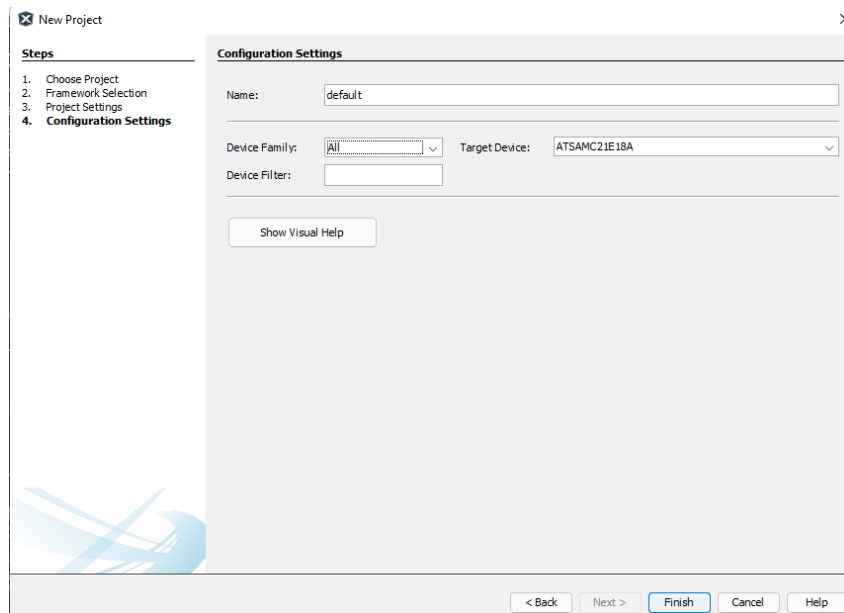 New Project
Steps
1. Choose Project
2. Framework Selection
3. Project Settings
4. Configuration Settings
Configuration Settings
Name: default
Device Family: All Target Device: ATSAMC21E18A
Device Filter:
Show Visual Help
< Back Next > Finish Cancel Help